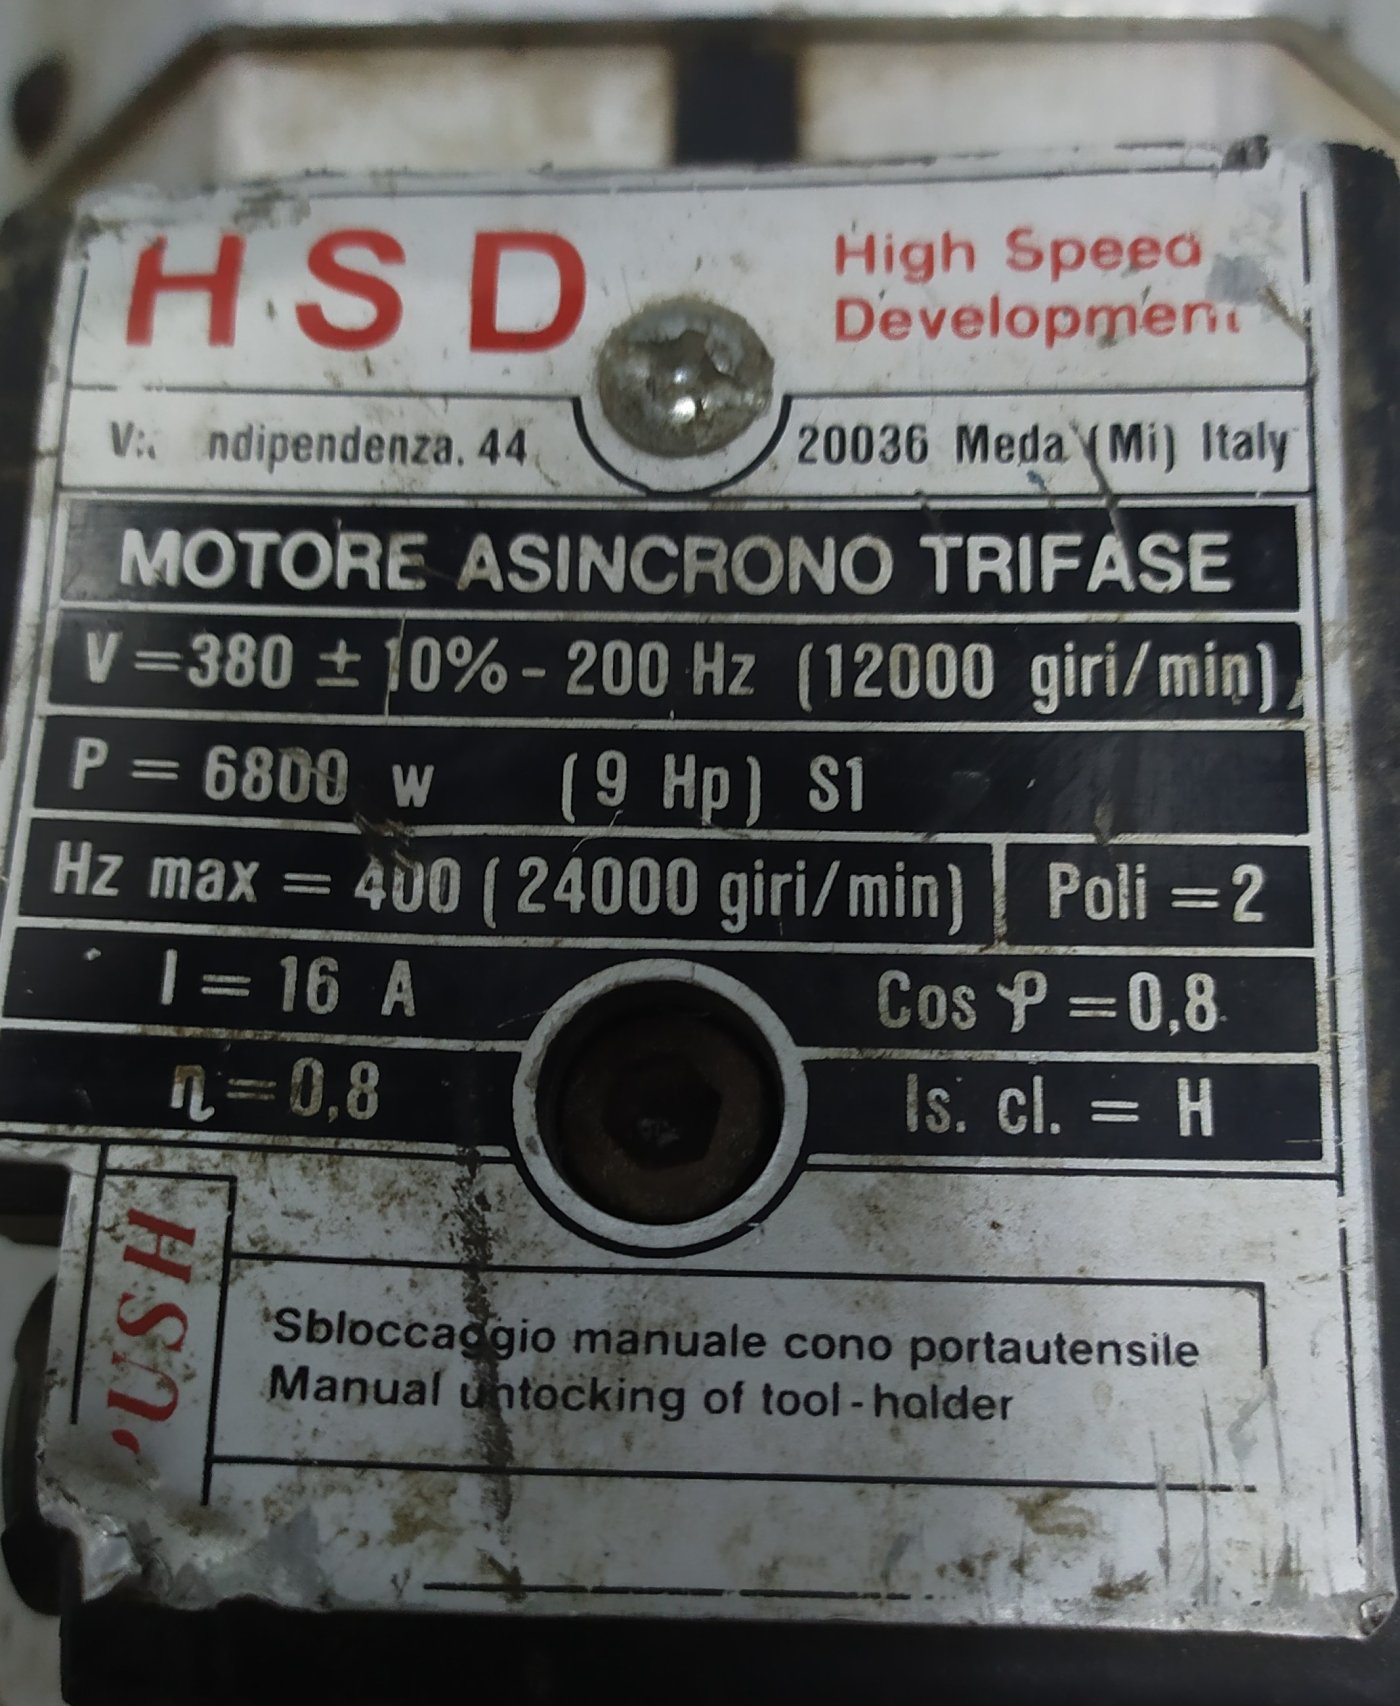 HSD
High Speed
Development
ndipendenza. 44
20036 Meda (Mi) Italy
MOTORE ASINCRONO TRIFASE
V = 380 ± 10% - 200 Hz (12000 giri/min)
P = 6800 w (9 Hp) S1
Hz max = 400 (24000 giri/min) Poli = 2
I = 16 A
Cos φ = 0,8
η = 0,8
Is. cl. = H
USH
Sbloccaggio manuale cono portautensile
Manual untocking of tool-holder